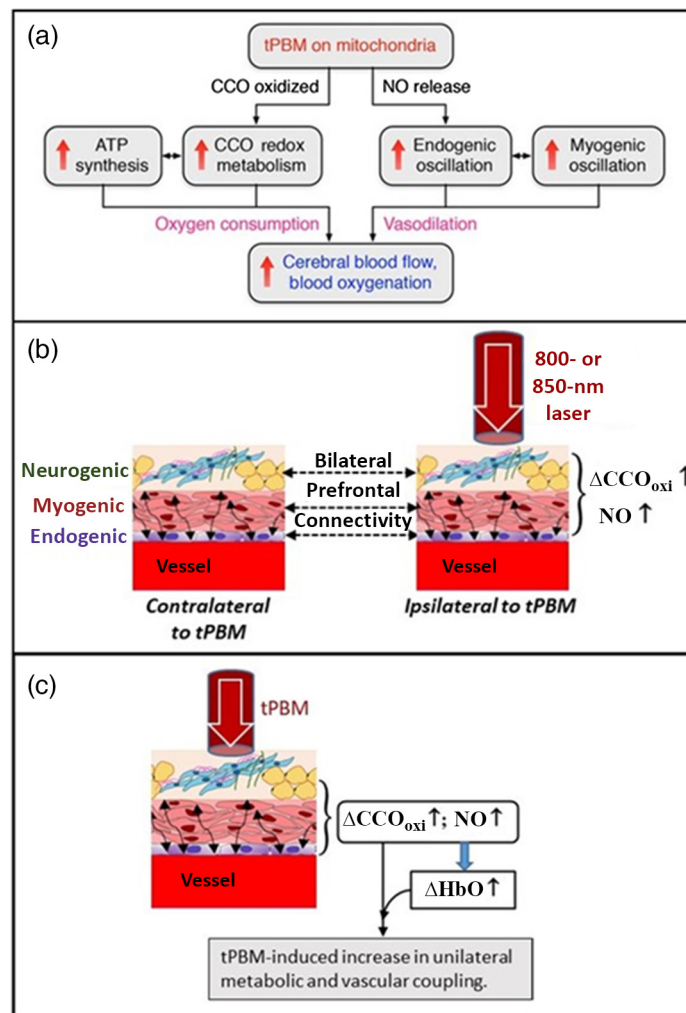 (a)
tPBM on mitochondria
CCO oxidized
NO release
ATP
synthesis
CCO redox
metabolism
Endogenic
oscillation
Myogenic
oscillation
Oxygen consumption
Vasodilation
Cerebral blood flow,
blood oxygenation
(b)
800- or
850-nm
laser
Neurogenic
Myogenic
Endogenic
Bilateral
Prefrontal
Connectivity
ΔCCOoxi ↑
NO ↑
Vessel
Vessel
Contralateral
to tPBM
Ipsilateral to tPBM
(c)
tPBM
ΔCCOoxi↑; NO↑
Vessel
ΔHbO↑
tPBM-induced increase in unilateral
metabolic and vascular coupling.